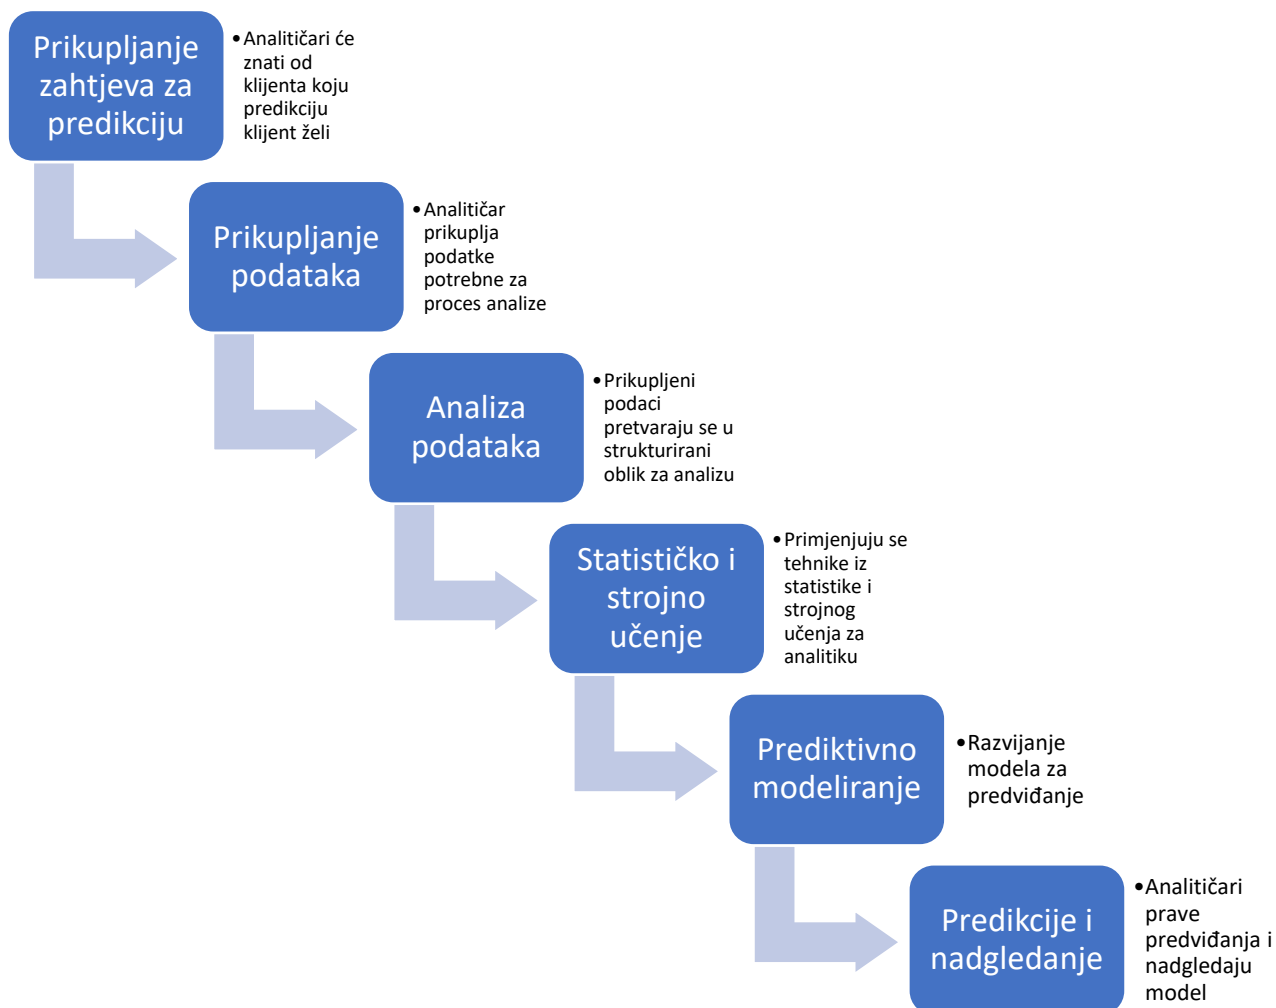 Prikupljanje
zahtjeva za
predikciju
•Analitičari će
znati od
klijenta koju
predikciju
klijent želi
Prikupljanje
podataka
•Analitičar
prikuplja
podatke
potrebne za
proces analize
Analiza
podataka
•Prikupljeni
podaci
pretvaraju se u
strukturirani
oblik za analizu
Statističko i
strojno
učenje
•Primjenjuju se
tehnike iz
statistike i
strojnog
učenja za
analitiku
Prediktivno
modeliranje
•Razvijanje
modela za
predviđanje
Predikcije i
nadgledanje
•Analitičari
prave
predviđanja i
nadgledaju
model